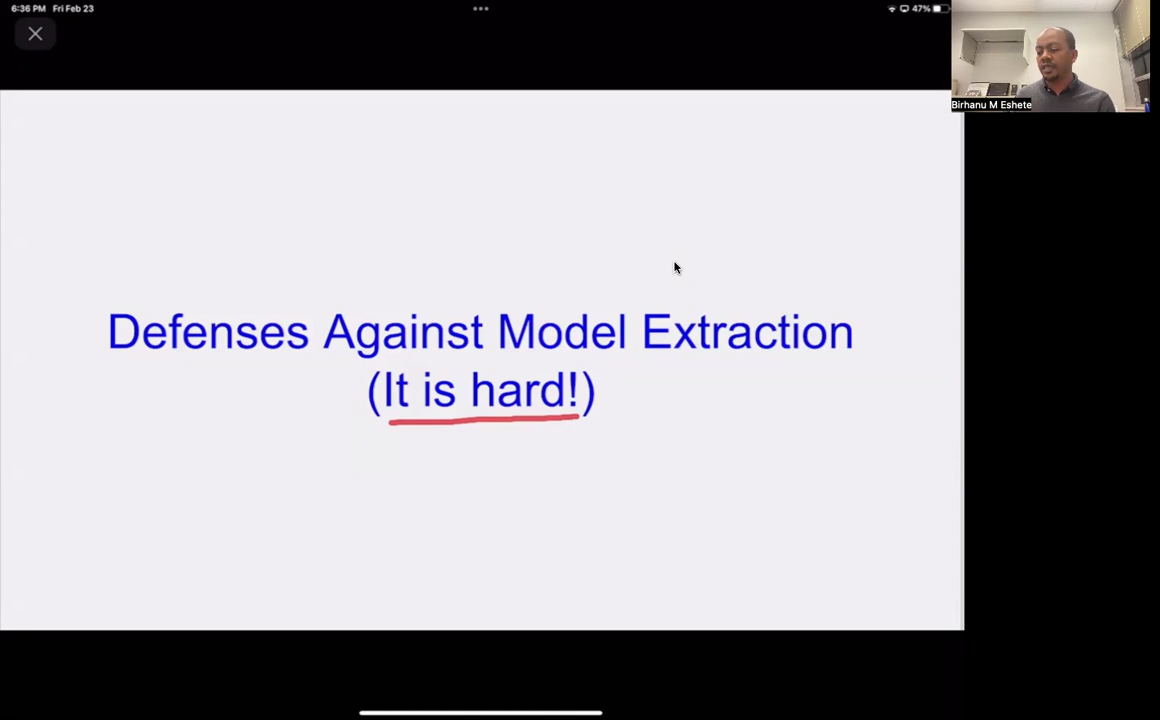 6:36 PM Fri Feb 23
47%
Birhanu M Eshete
Defenses Against Model Extraction
(It is hard!)